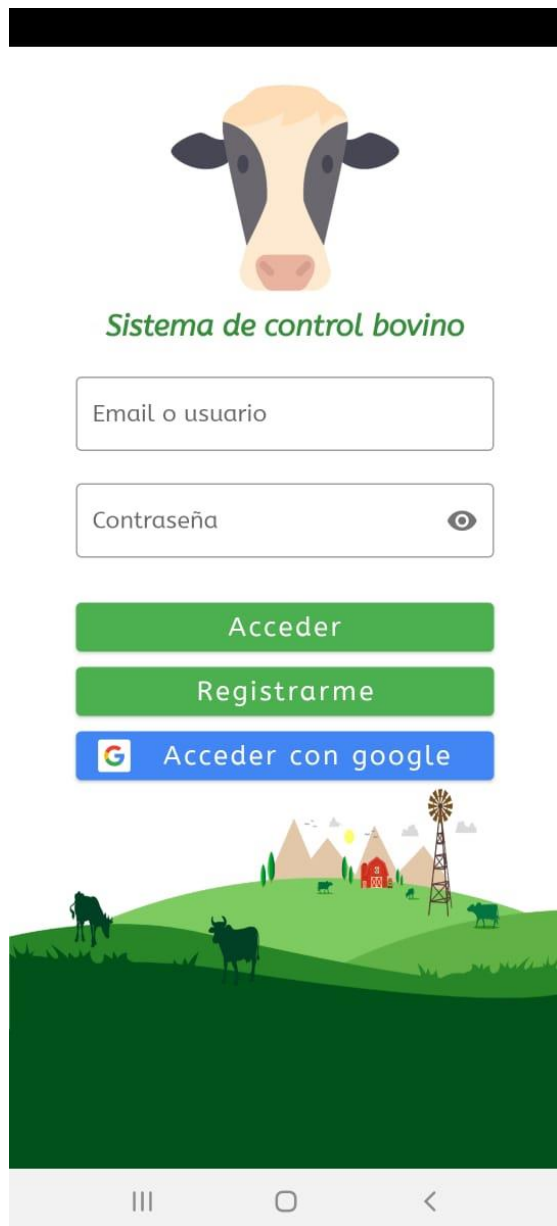 Sistema de control bovino
Email o usuario
Contraseña
Acceder
Registrarme
G Acceder con google